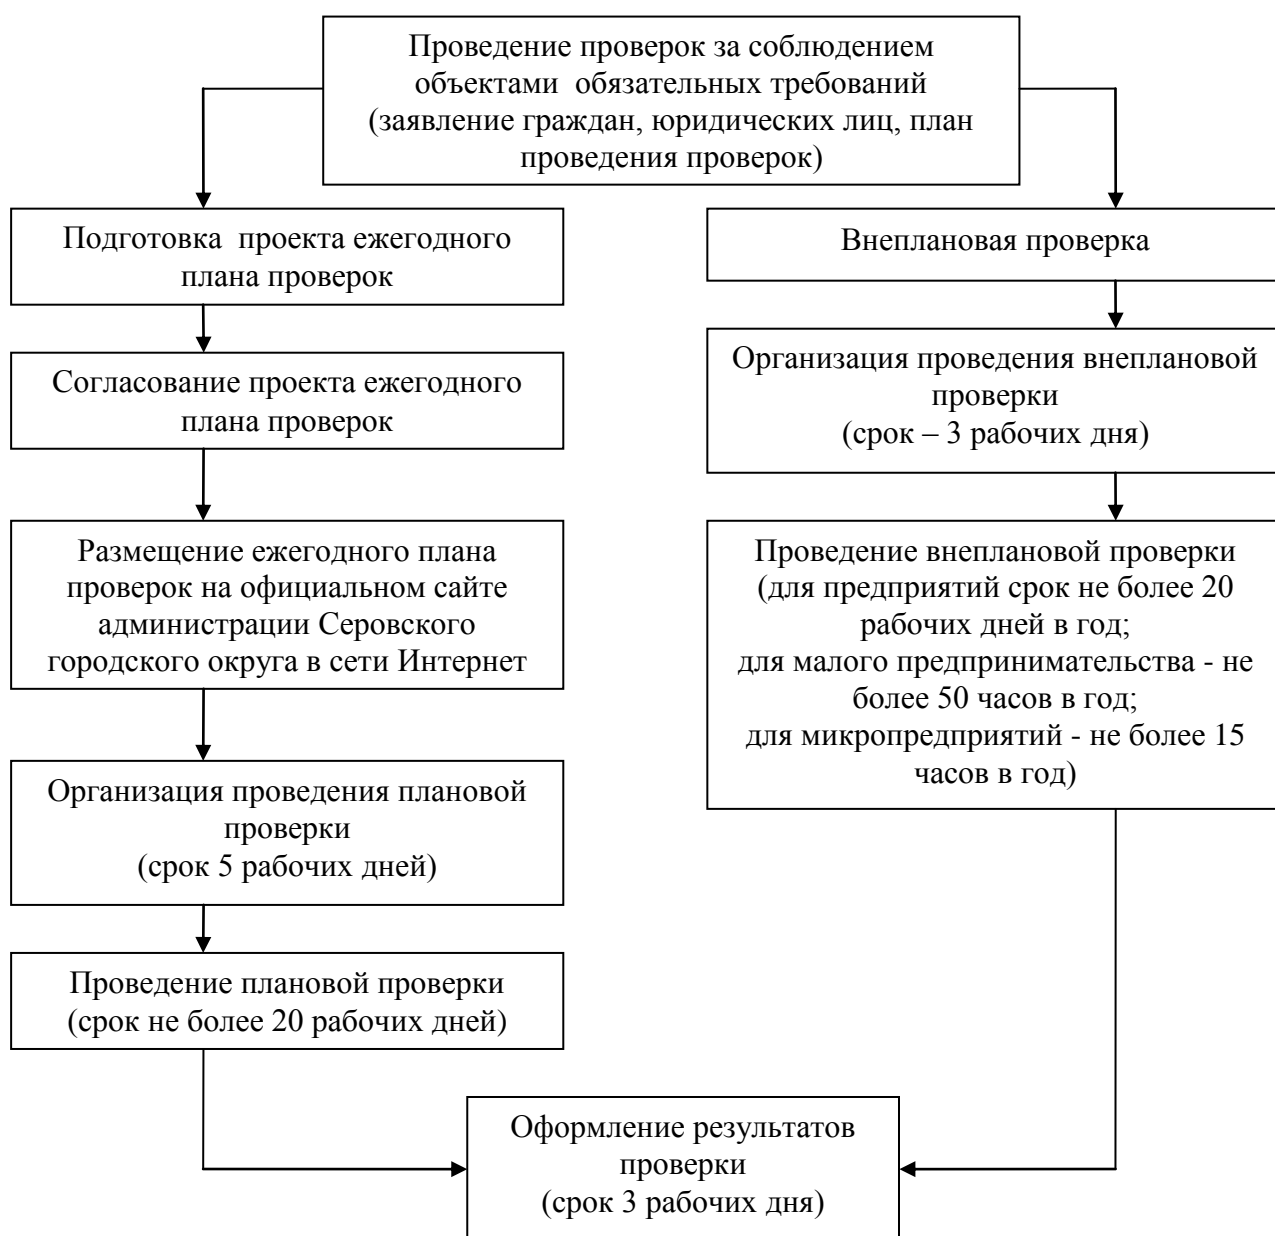 Проведение проверок за соблюдением
объектами  обязательных требований
(заявление граждан, юридических лиц, план
проведения проверок)
Подготовка  проекта ежегодного
плана проверок
Внеплановая проверка
Согласование проекта ежегодного
плана проверок
Организация проведения внеплановой
проверки
(срок – 3 рабочих дня)
Размещение ежегодного плана
проверок на официальном сайте
администрации Серовского
городского округа в сети Интернет
Проведение внеплановой проверки
(для предприятий срок не более 20
рабочих дней в год;
для малого предпринимательства - не
более 50 часов в год;
для микропредприятий - не более 15
часов в год)
Организация проведения плановой
проверки
(срок 5 рабочих дней)
Проведение плановой проверки
(срок не более 20 рабочих дней)
Оформление результатов
проверки
(срок 3 рабочих дня)